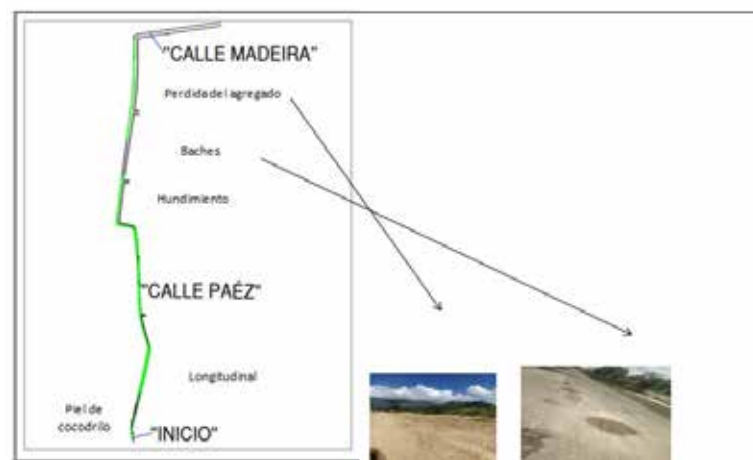 "CALLE MADEIRA"
Perdida del agregado
Baches
Hundimiento
"CALLE PAÉZ"
Longitudinal
Piel de
cocodrilo
"INICIO"